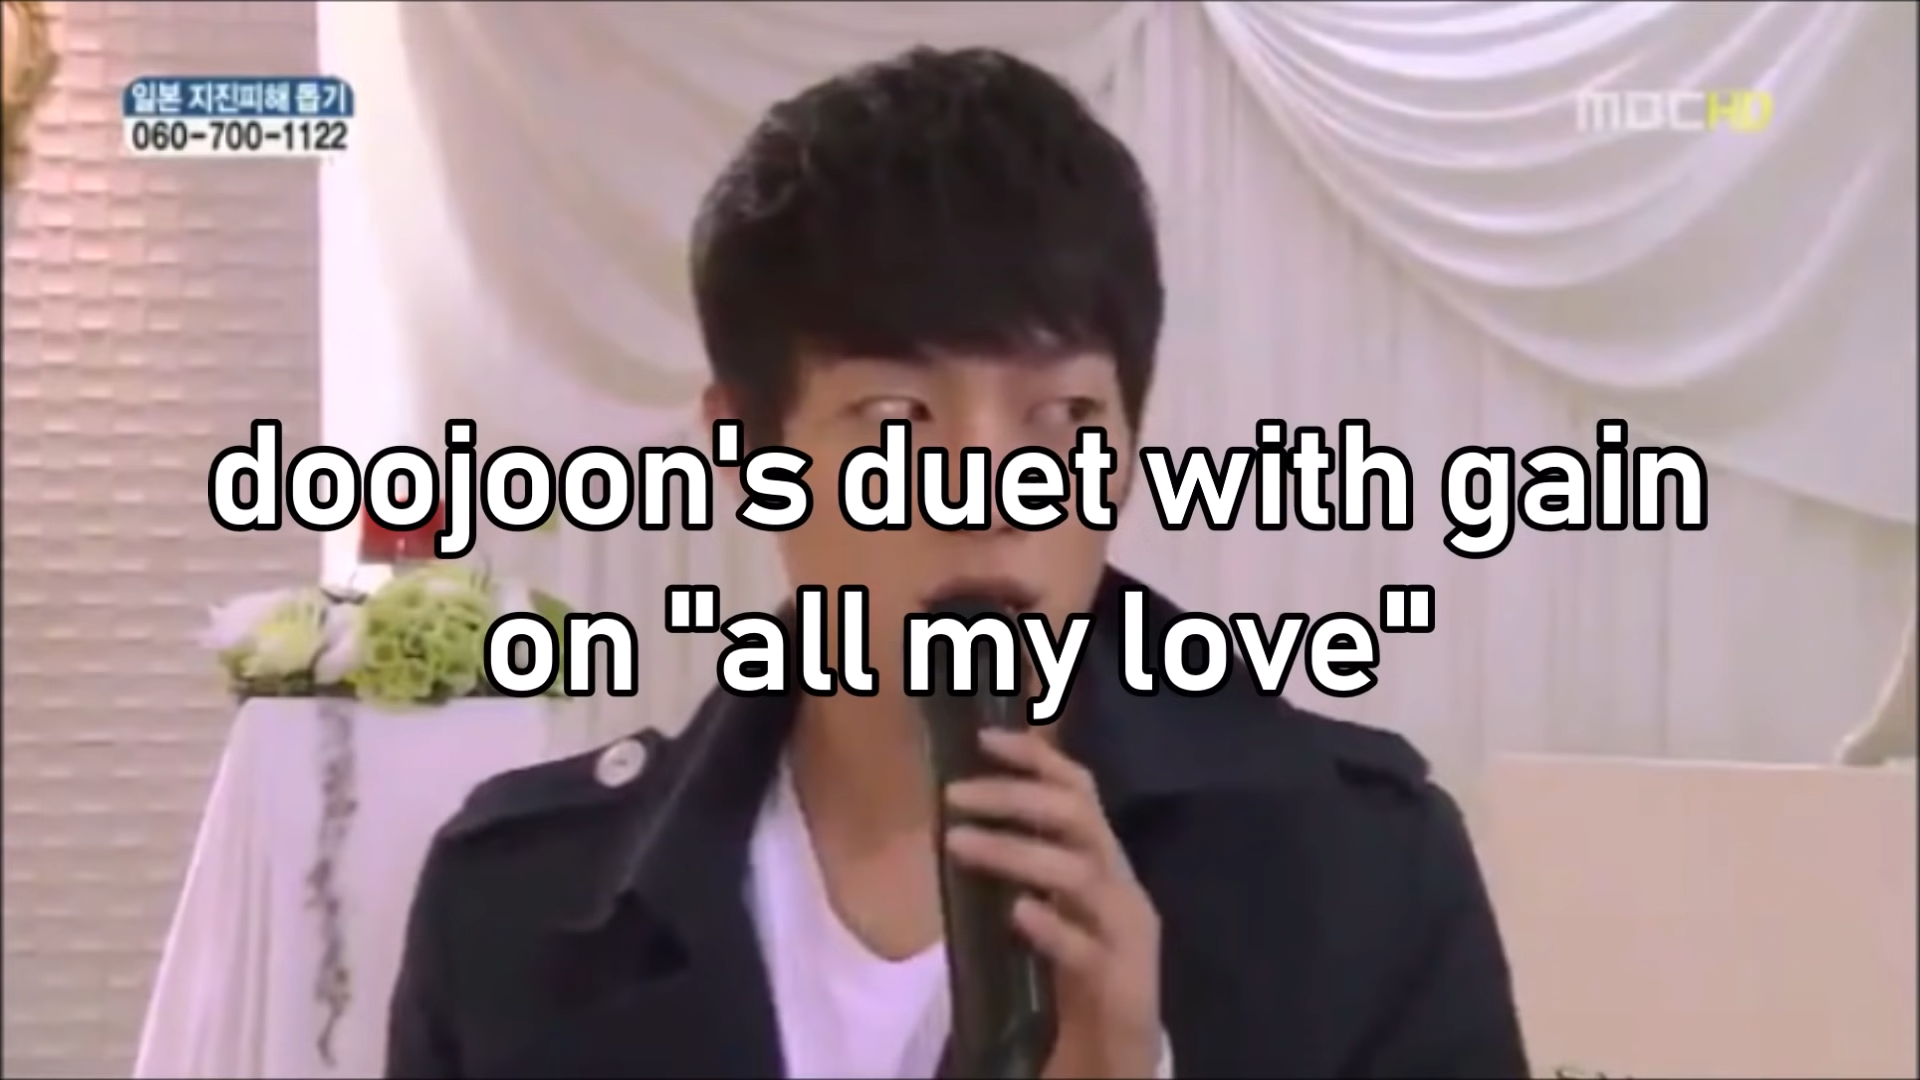 일본 지진피해 돕기
060-700-1122
MBC HD
doojoon's duet with gain
on "all my love"